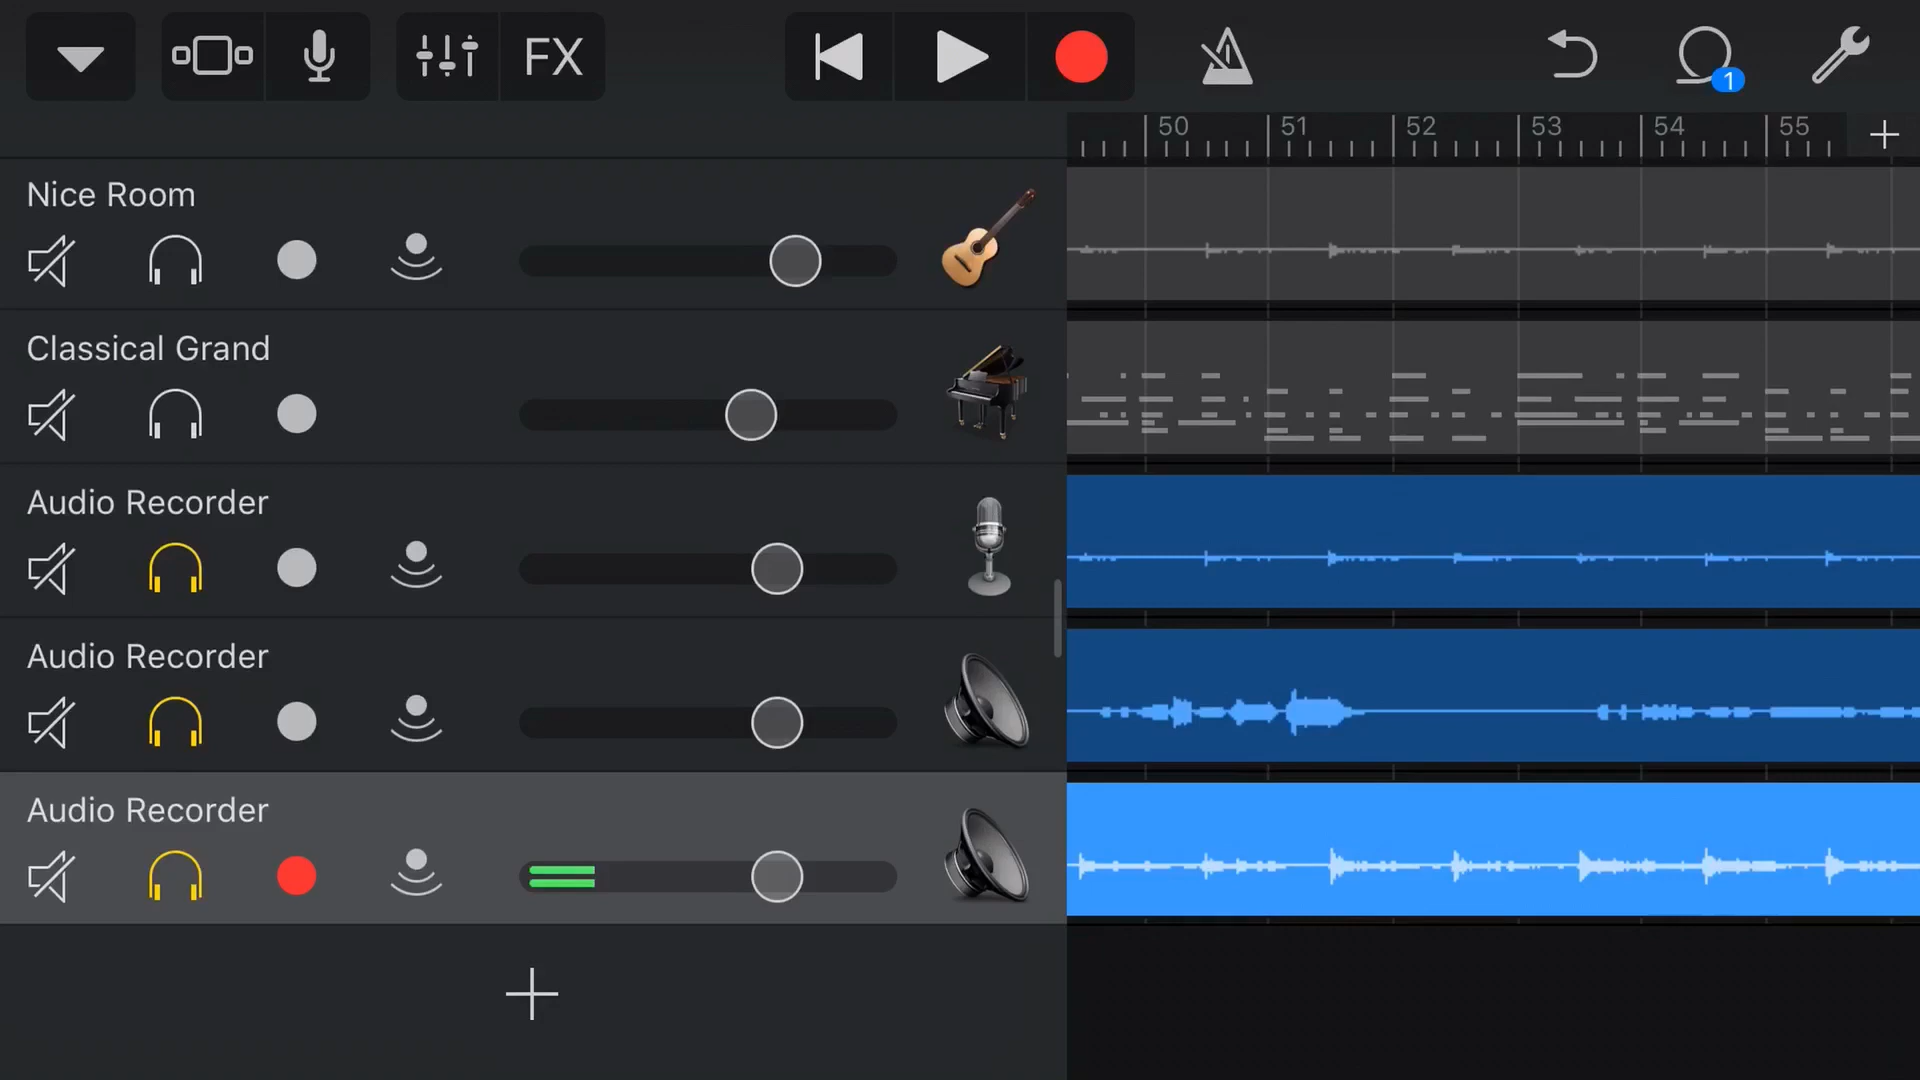 FX
1
50 51 52 53 54 55
Nice Room
Classical Grand
Audio Recorder
Audio Recorder
Audio Recorder